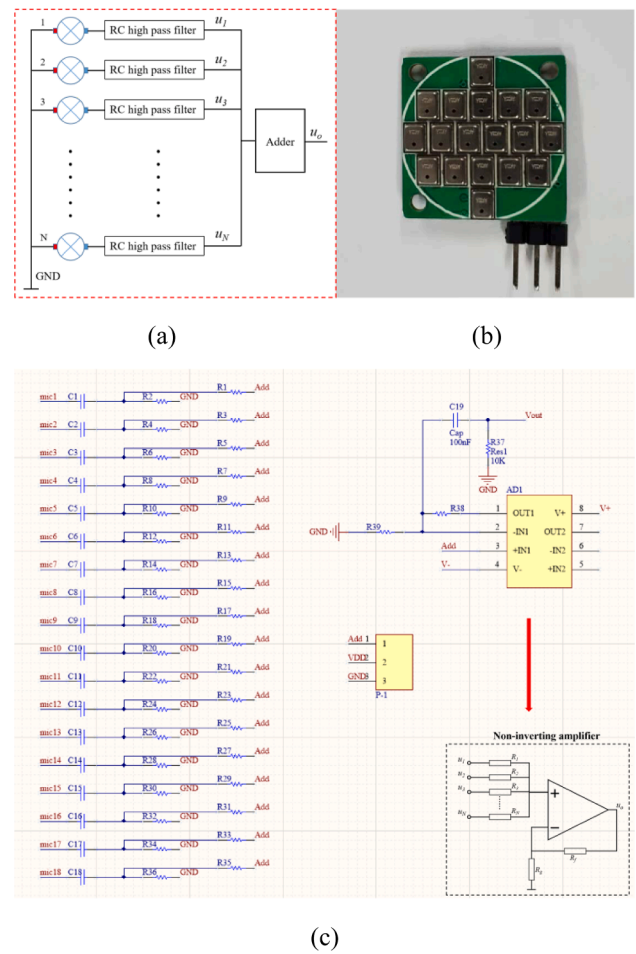 1 RC high pass filter u1
2 RC high pass filter u2
3 RC high pass filter u3
Adder uo
N RC high pass filter uN
GND
(a)
(b)
mic1 C1 R2 GND R1 Add
mic2 C2 R4 GND R3 Add
mic3 C3 R6 GND R5 Add
mic4 C4 R8 GND R7 Add
mic5 C5 R10 GND R9 Add
mic6 C6 R12 GND R11 Add
mic7 C7 R14 GND R13 Add
mic8 C8 R16 GND R15 Add
mic9 C9 R18 GND R17 Add
mic10 C10 R20 GND R19 Add
mic11 C11 R22 GND R21 Add
mic12 C12 R24 GND R23 Add
mic13 C13 R26 GND R25 Add
mic14 C14 R28 GND R27 Add
mic15 C15 R30 GND R29 Add
mic16 C16 R32 GND R31 Add
mic17 C17 R34 GND R33 Add
mic18 C18 R36 GND R35 Add
C19
Cap
100nF
Vout
R37
Res1
10K
GND
AD1
R38
GND R39
1 OUT1 V+ 8 V+
2 -IN1 OUT2 7
Add 3 +IN1 -IN2 6
V- 4 V- +IN2 5
Add 1 1
VDD2 2
GND3 3
P-1
Non-inverting amplifier
u1 R1
u2 R2
u3 R3
uN RN
+
−
Rf
Rg
(c)